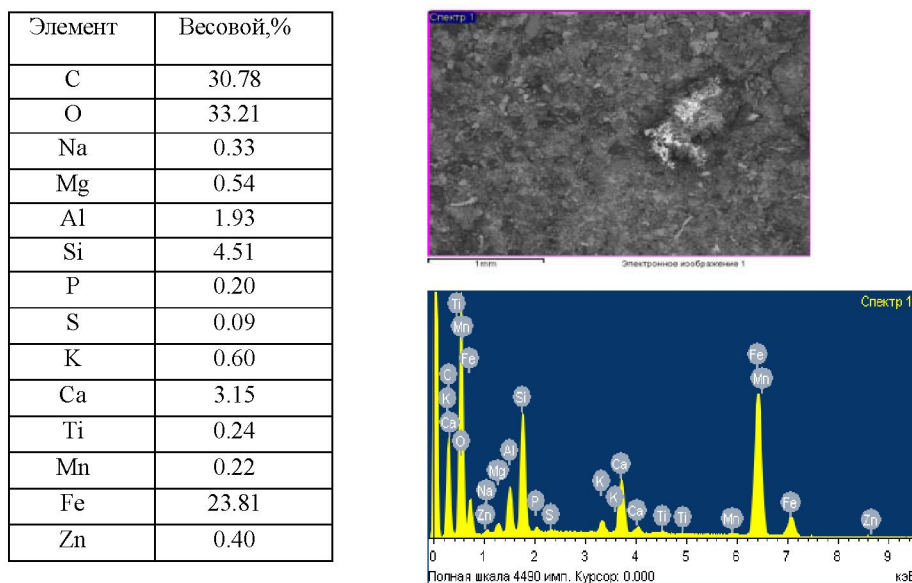 Элемент Весовой,%
C 30.78
O 33.21
Na 0.33
Mg 0.54
Al 1.93
Si 4.51
P 0.20
S 0.09
K 0.60
Ca 3.15
Ti 0.24
Mn 0.22
Fe 23.81
Zn 0.40
Спектр 1
1mm Электронное изображение 1
Спектр 1
Ti
Mn Fe
Fe Mn
C
K Si
Ca
O Al Ca
Mg K
Na P K Fe
Zn S Ca Ti Ti Mn Zn
0 1 2 3 4 5 6 7 8 9
Полная шкала 4490 имп. Курсор: 0.000 кэВ